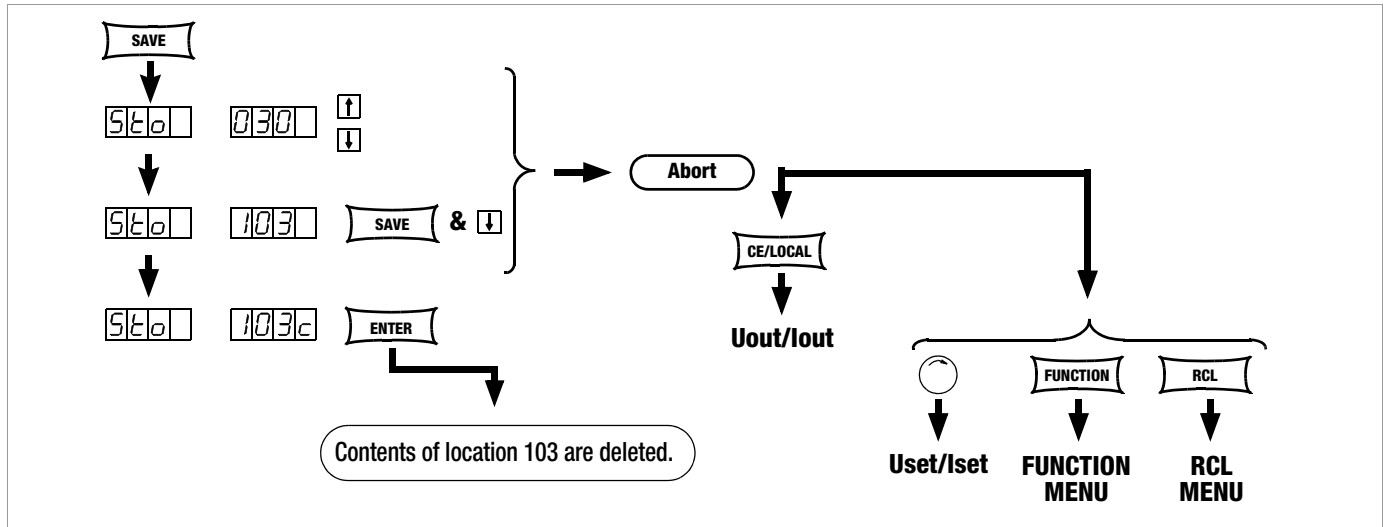 SAVE
Sto 030 ↑
↓
Abort
Sto 103 SAVE & ↓
CE/LOCAL
Sto 103c ENTER
Uout/Iout
FUNCTION RCL
Contents of location 103 are deleted.
Uset/Iset FUNCTION MENU RCL MENU